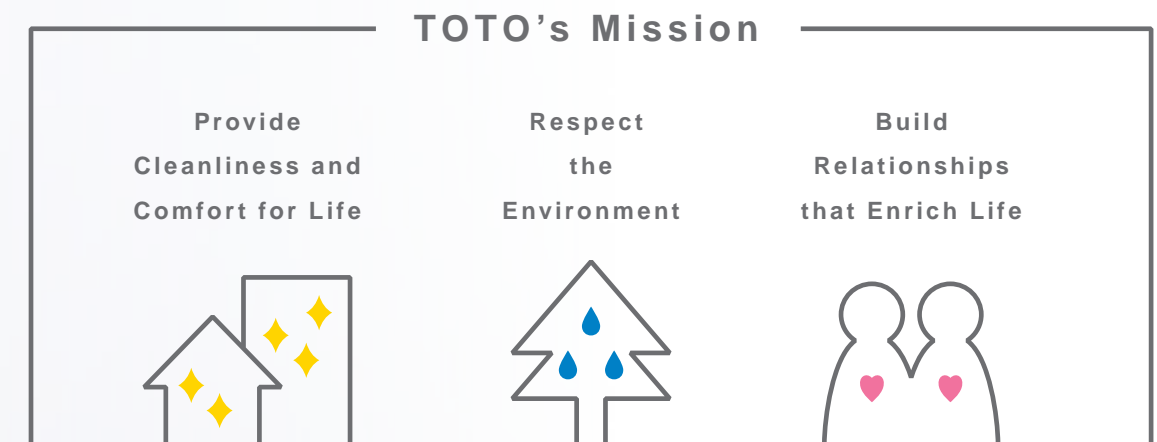 TOTO's Mission
Provide
Cleanliness and
Comfort for Life
Respect
the
Environment
Build
Relationships
that Enrich Life